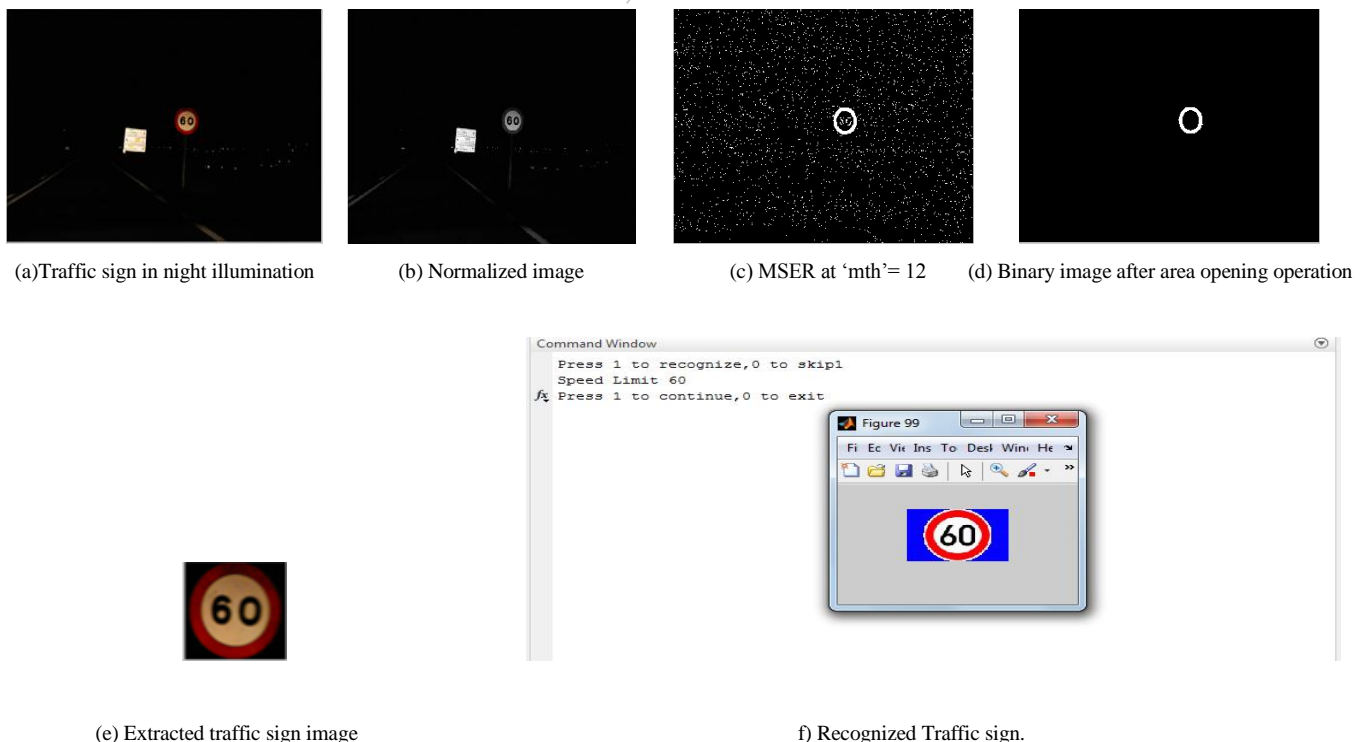 60
60
(a)Traffic sign in night illumination
(b) Normalized image
(c) MSER at ‘mth’= 12
(d) Binary image after area opening operation
Command Window
Press 1 to recognize,0 to skip1
Speed Limit 60
fx Press 1 to continue,0 to exit
Figure 99
Fi Ec Vie Ins To Desl Win He
60
60
(e) Extracted traffic sign image
f) Recognized Traffic sign.